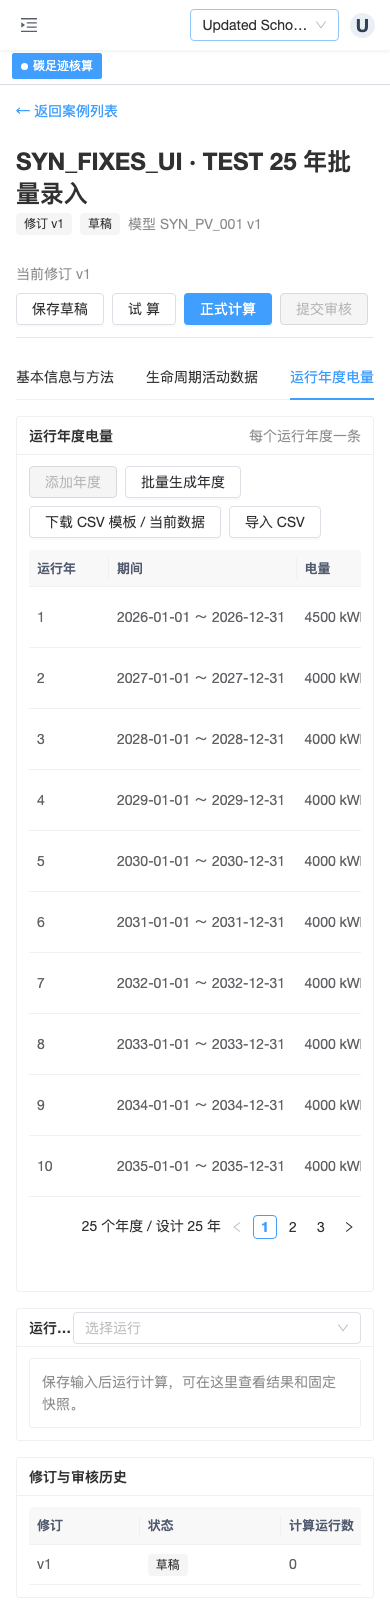 Updated Scho...
U
碳足迹核算
← 返回案例列表
SYN_FIXES_UI · TEST 25 年批
量录入
修订 v1 草稿 模型 SYN_PV_001 v1
当前修订 v1
保存草稿 试 算 正式计算 提交审核
基本信息与方法 生命周期活动数据 运行年度电量
运行年度电量 每个运行年度一条
添加年度 批量生成年度
下载 CSV 模板 / 当前数据 导入 CSV
运行年 期间 电量
1 2026-01-01 ～ 2026-12-31 4500 kWl
2 2027-01-01 ～ 2027-12-31 4000 kWl
3 2028-01-01 ～ 2028-12-31 4000 kWl
4 2029-01-01 ～ 2029-12-31 4000 kWl
5 2030-01-01 ～ 2030-12-31 4000 kWl
6 2031-01-01 ～ 2031-12-31 4000 kWl
7 2032-01-01 ～ 2032-12-31 4000 kWl
8 2033-01-01 ～ 2033-12-31 4000 kWl
9 2034-01-01 ～ 2034-12-31 4000 kWl
10 2035-01-01 ～ 2035-12-31 4000 kWl
25 个年度 / 设计 25 年 < 1 2 3 >
运行... 选择运行
保存输入后运行计算，可在这里查看结果和固定
快照。
修订与审核历史
修订 状态 计算运行数
v1 草稿 0